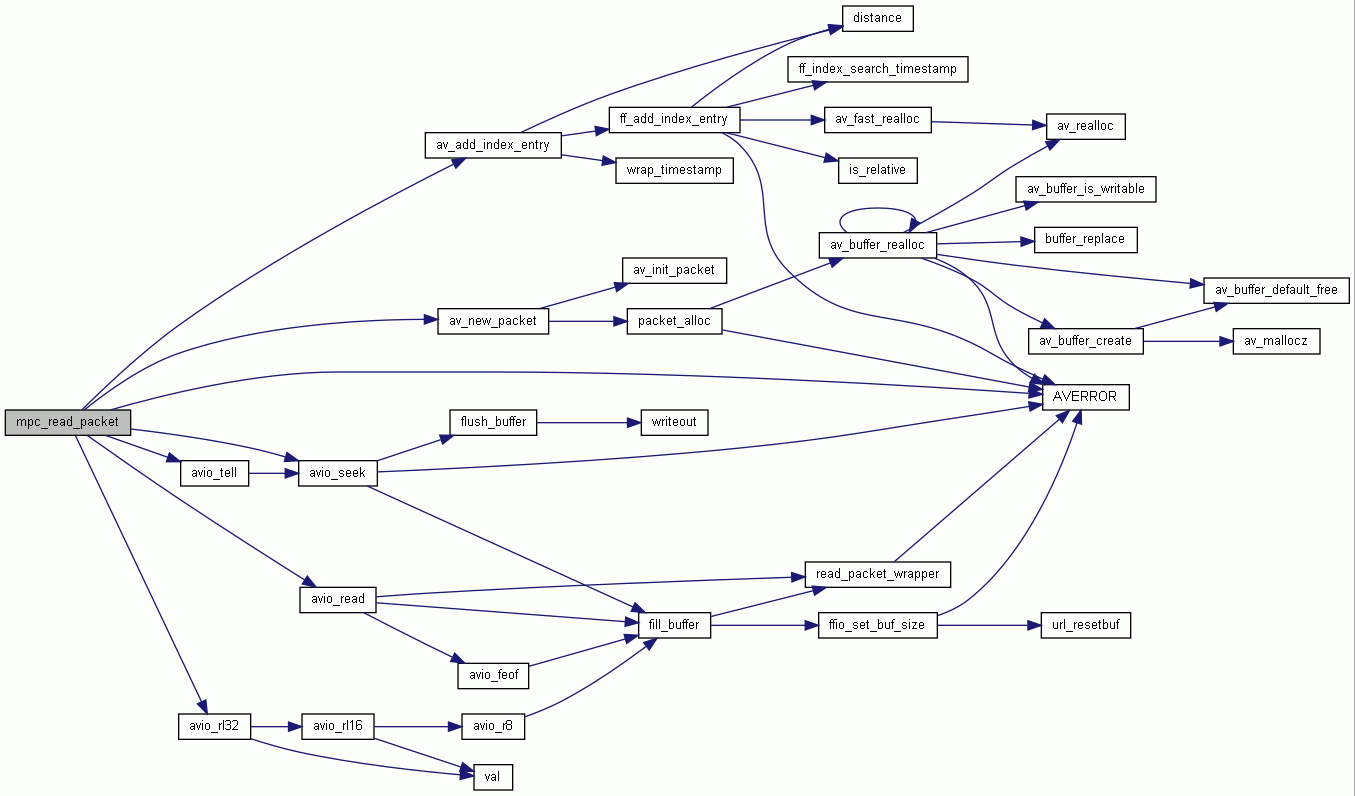 distance
ff_index_search_timestamp
ff_add_index_entry
av_fast_realloc
av_realloc
av_add_index_entry
wrap_timestamp
is_relative
av_buffer_is_writable
av_buffer_realloc
buffer_replace
av_init_packet
av_buffer_default_free
av_new_packet
packet_alloc
av_buffer_create
av_mallocz
AVERROR
mpc_read_packet
flush_buffer
writeout
avio_tell
avio_seek
read_packet_wrapper
avio_read
fill_buffer
ffio_set_buf_size
url_resetbuf
avio_feof
avio_rl32
avio_rl16
avio_r8
val